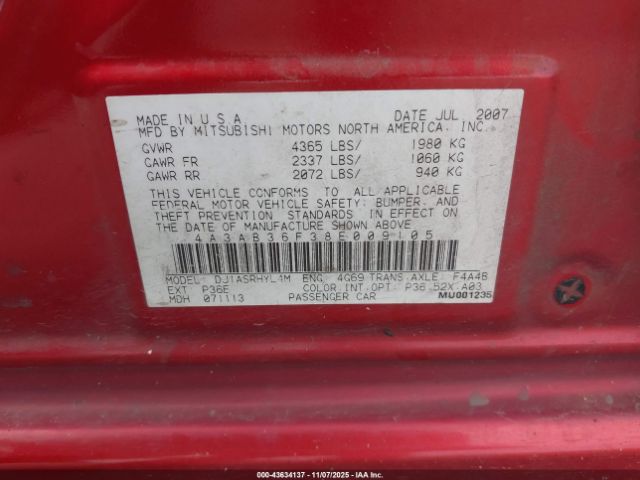 MADE IN U.S.A. DATE JUL 2007
MFD BY MITSUBISHI MOTORS NORTH AMERICA, INC.
GVWR 4365 LBS/ 1980 KG
GAWR FR 2337 LBS/ 1060 KG
GAWR RR 2072 LBS/ 940 KG
THIS VEHICLE CONFORMS TO ALL APPLICABLE
FEDERAL MOTOR VEHICLE SAFETY, BUMPER, AND
THEFT PREVENTION STANDARDS IN EFFECT ON
THE DATE OF MANUFACTURE SHOWN ABOVE.
4A3AB36F38E009105
MODEL: DJ1ASRHYL4M ENG 4G69 TRANS.AXLE: F4A4B
EXT P36E COLOR.INT.OPT: P36 52X A03
MDH 071113 PASSENGER CAR MU001235
000-43634137 - 11/07/2025 - IAA Inc.